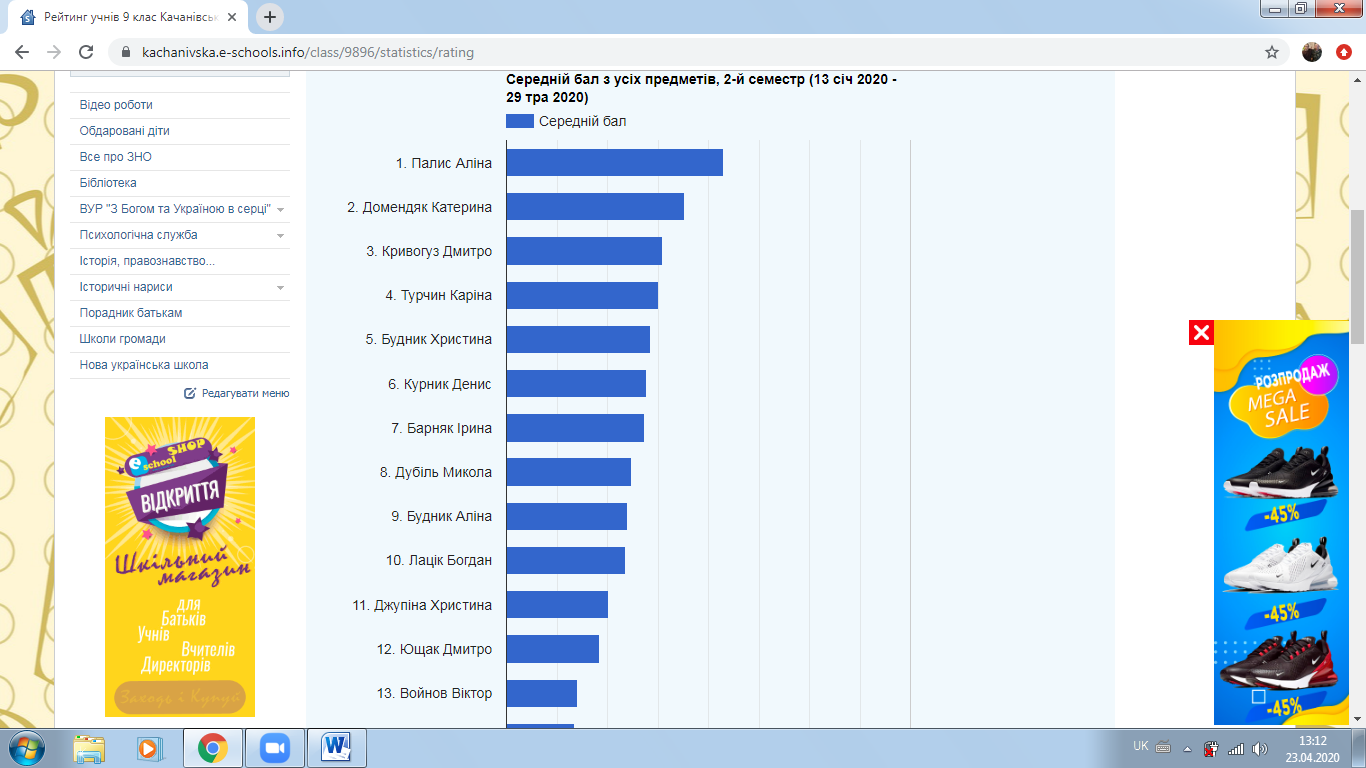 Рейтинг учнів 9 клас Качанівськ
kachanivska.e-schools.info/class/9896/statistics/rating
Відео роботи
Обдаровані діти
Все про ЗНО
Бібліотека
ВУР "З Богом та Україною в серці"
Психологічна служба
Історія, правознавство...
Історичні нариси
Порадник батькам
Школи громади
Нова українська школа
Редагувати меню
e school SHOP
ВІДКРИТТЯ
Шкільний
магазин
для
Батьків
Учнів
Вчителів
Директорів
Заходь і Купуй
Середній бал з усіх предметів, 2-й семестр (13 січ 2020 -
29 тра 2020)
Середній бал
1. Палис Аліна
2. Домендяк Катерина
3. Кривогуз Дмитро
4. Турчин Каріна
5. Будник Христина
6. Курник Денис
7. Барняк Ірина
8. Дубіль Микола
9. Будник Аліна
10. Лацік Богдан
11. Джупіна Христина
12. Ющак Дмитро
13. Войнов Віктор
РОЗПРОДАЖ
MEGA
SALE
-45%
-45%
-45%
UK
13:12
23.04.2020